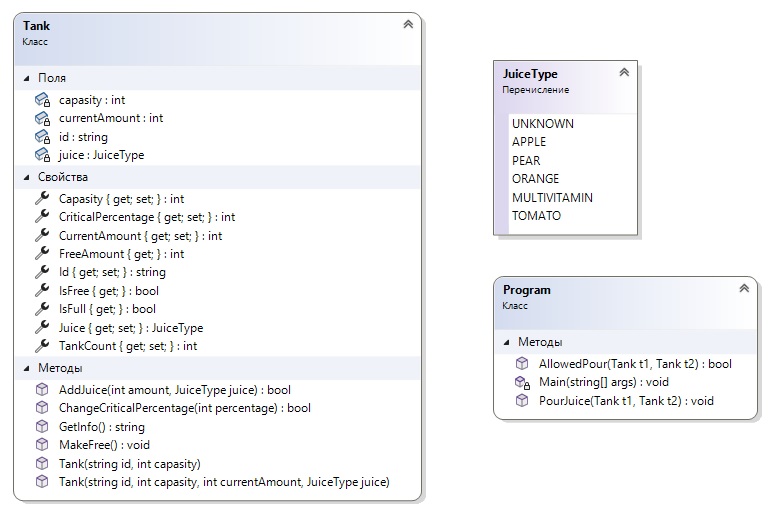 Tank
Класс
Поля
capasity : int
currentAmount : int
id : string
juice : JuiceType
Свойства
Capasity { get; set; } : int
CriticalPercentage { get; set; } : int
CurrentAmount { get; set; } : int
FreeAmount { get; } : int
Id { get; set; } : string
IsFree { get; } : bool
IsFull { get; } : bool
Juice { get; set; } : JuiceType
TankCount { get; set; } : int
Методы
AddJuice(int amount, JuiceType juice) : bool
ChangeCriticalPercentage(int percentage) : bool
GetInfo() : string
MakeFree() : void
Tank(string id, int capasity)
Tank(string id, int capasity, int currentAmount, JuiceType juice)
JuiceType
Перечисление
UNKNOWN
APPLE
PEAR
ORANGE
MULTIVITAMIN
TOMATO
Program
Класс
Методы
AllowedPour(Tank t1, Tank t2) : bool
Main(string[] args) : void
PourJuice(Tank t1, Tank t2) : void